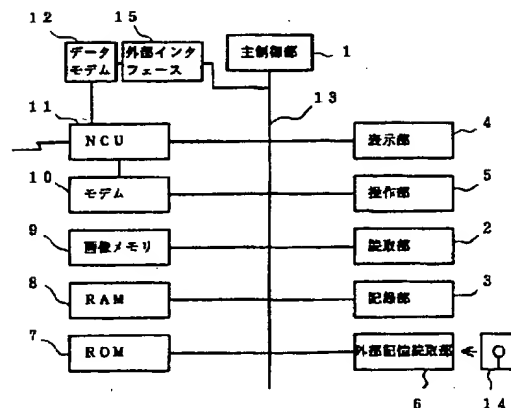 12
15
データ
モデム
外部インタ
フェース
主制御部
1
13
11
NCU
表示部
4
10
モデム
操作部
5
9
画像メモリ
読取部
2
8
RAM
記録部
3
7
ROM
外部記憶読取部
6
14